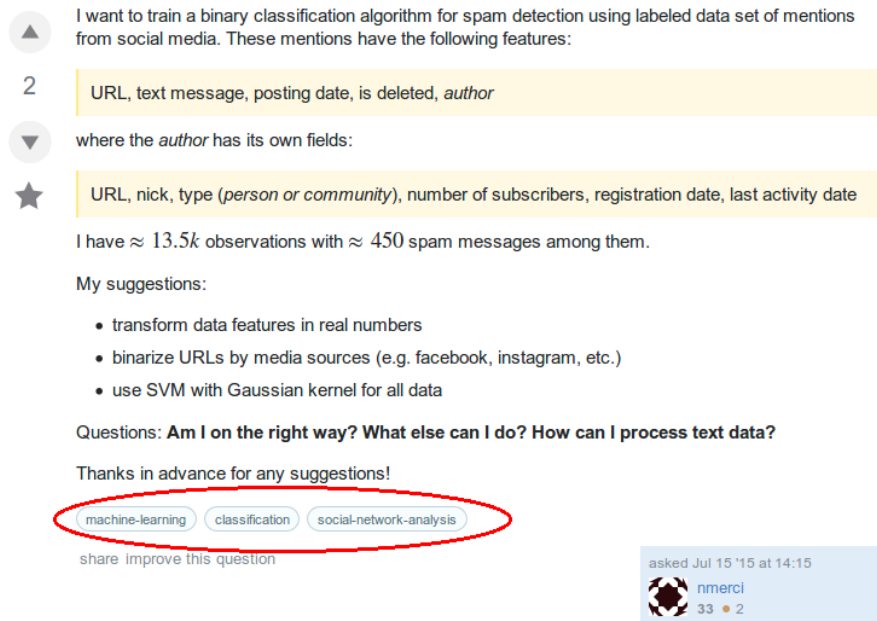 I want to train a binary classification algorithm for spam detection using labeled data set of mentions
from social media. These mentions have the following features:
2
URL, text message, posting date, is deleted, author
where the author has its own fields:
URL, nick, type (person or community), number of subscribers, registration date, last activity date
I have ≈ 13.5k observations with ≈ 450 spam messages among them.
My suggestions:
• transform data features in real numbers
• binarize URLs by media sources (e.g. facebook, instagram, etc.)
• use SVM with Gaussian kernel for all data
Questions: Am I on the right way? What else can I do? How can I process text data?
Thanks in advance for any suggestions!
machine-learning classification social-network-analysis
share improve this question
asked Jul 15 '15 at 14:15
nmerci
33 • 2